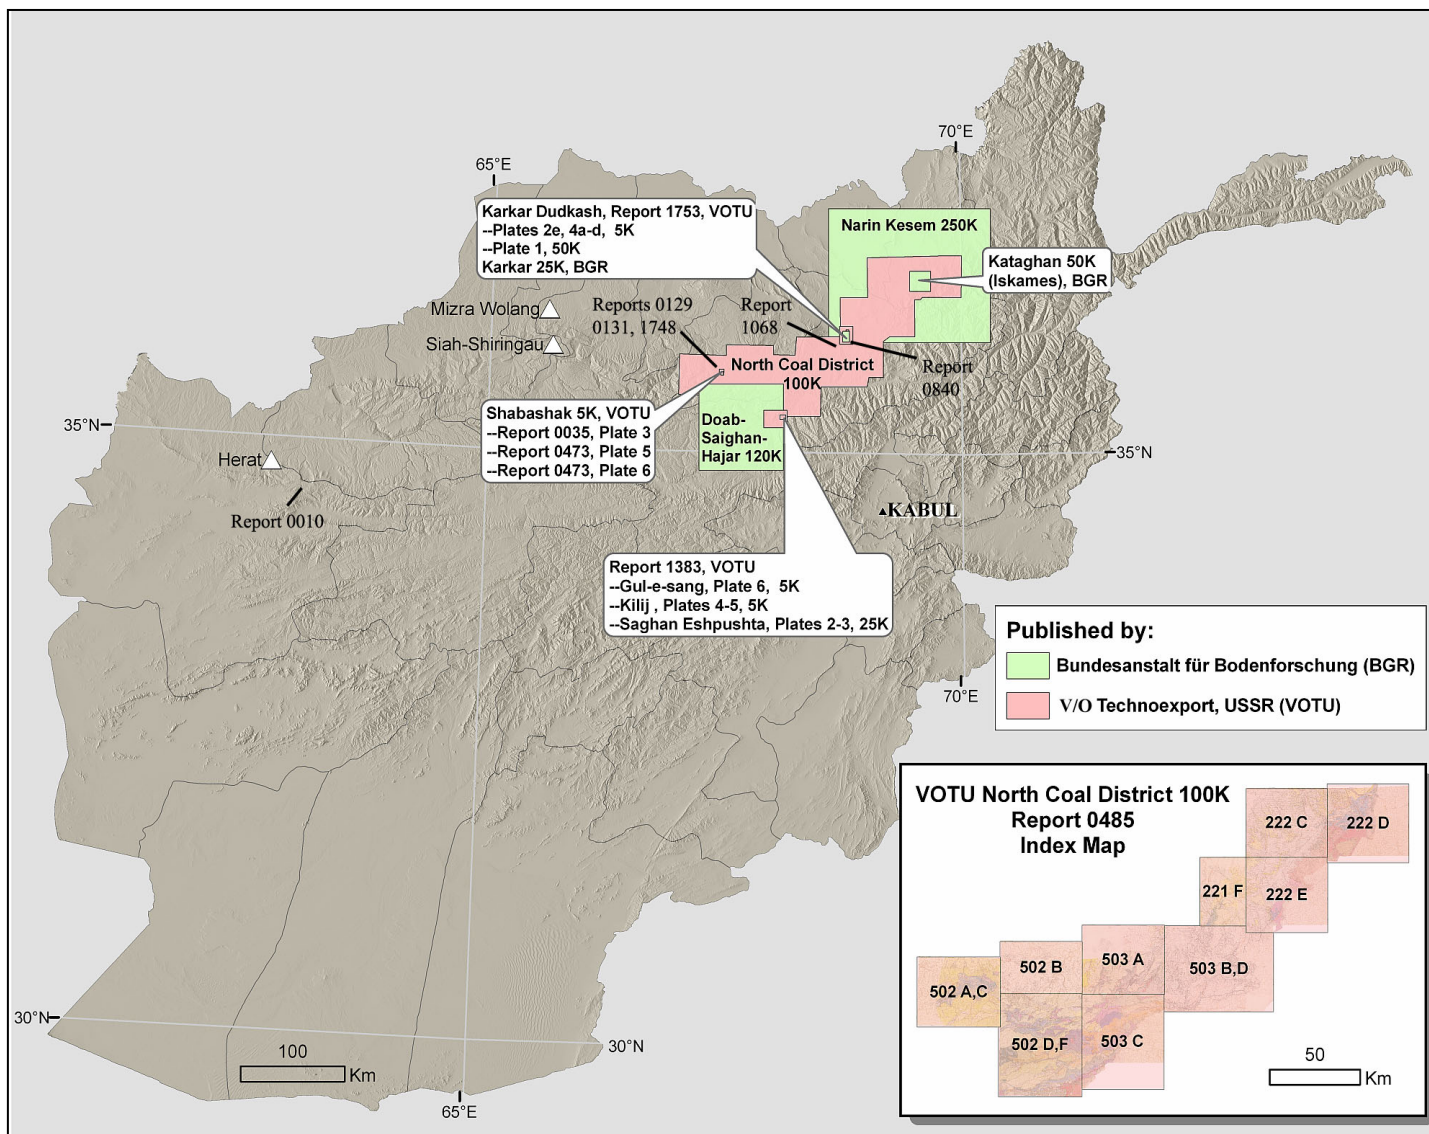 70°E
65°E
Karkar Dudkash, Report 1753, VOTU
--Plates 2e, 4a-d, 5K
--Plate 1, 50K
Karkar 25K, BGR
Narin Kesem 250K
Kataghan 50K
(Iskames), BGR
Mizra Wolang
Siah-Shiringau
Reports 0129
0131, 1748
Report
1068
Report
0840
North Coal District
100K
Shabashak 5K, VOTU
--Report 0035, Plate 3
--Report 0473, Plate 5
--Report 0473, Plate 6
Doab-
Saighan-
Hajar 120K
35°N
35°N
Herat
Report 0010
KABUL
Report 1383, VOTU
--Gul-e-sang, Plate 6, 5K
--Kilij , Plates 4-5, 5K
--Saghan Eshpushta, Plates 2-3, 25K
70°E
Published by:
Bundesanstalt für Bodenforschung (BGR)
V/O Technoexport, USSR (VOTU)
VOTU North Coal District 100K
Report 0485
Index Map
222 C
222 D
221 F
222 E
502 A,C
502 B
503 A
503 B,D
502 D,F
503 C
50
Km
30°N
30°N
100
Km
65°E